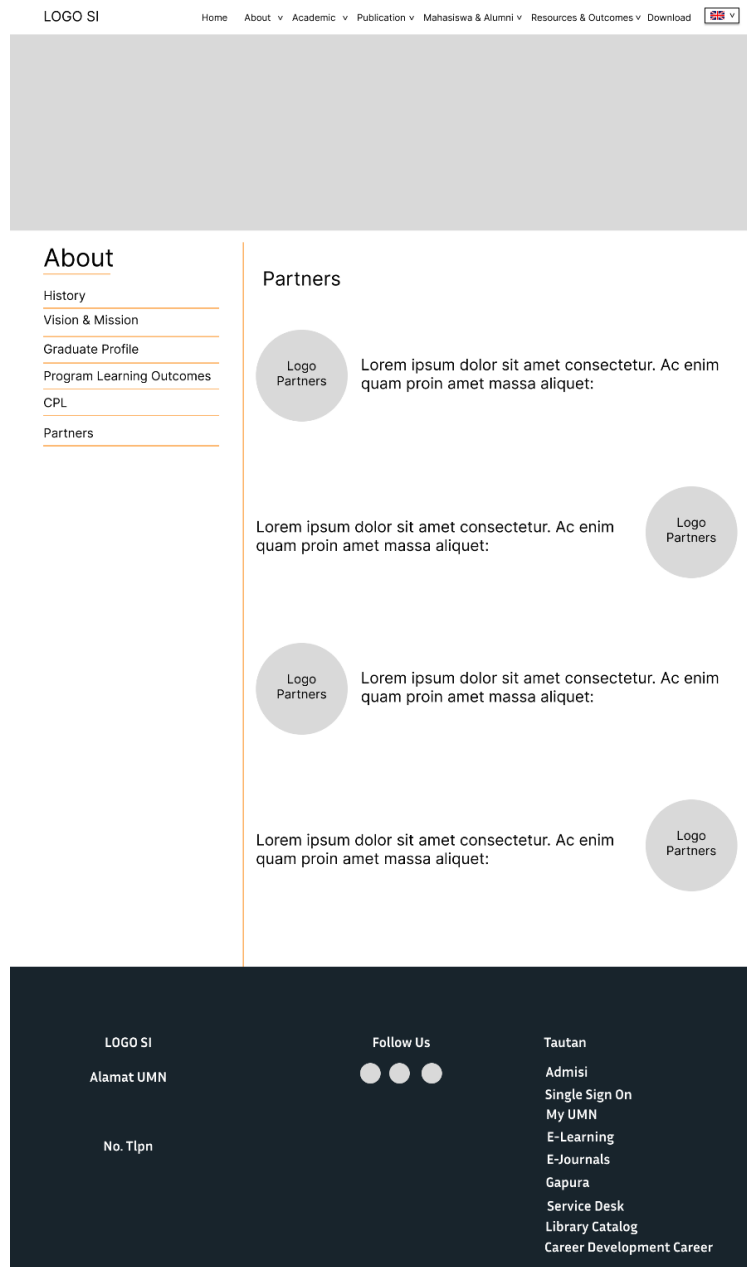 LOGO SI
Home About v Academic v Publication v Mahasiswa & Alumni v Resources & Outcomes v Download v
About
History
Vision & Mission
Graduate Profile
Program Learning Outcomes
CPL
Partners
Partners
Logo
Partners
Lorem ipsum dolor sit amet consectetur. Ac enim
quam proin amet massa aliquet:
Lorem ipsum dolor sit amet consectetur. Ac enim
quam proin amet massa aliquet:
Logo
Partners
Logo
Partners
Lorem ipsum dolor sit amet consectetur. Ac enim
quam proin amet massa aliquet:
Lorem ipsum dolor sit amet consectetur. Ac enim
quam proin amet massa aliquet:
Logo
Partners
LOGO SI
Alamat UMN
No. Tlpn
Follow Us
Tautan
Admisi
Single Sign On
My UMN
E-Learning
E-Journals
Gapura
Service Desk
Library Catalog
Career Development Career